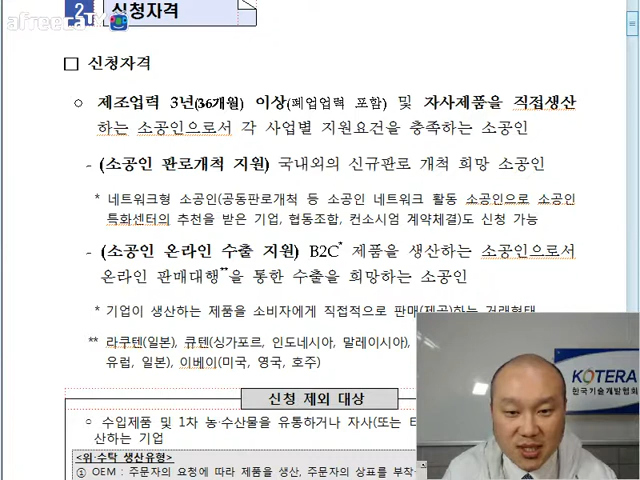 afreecaTV
2 신청자격
□ 신청자격
○ 제조업력 3년(36개월) 이상(폐업업력 포함) 및 자사제품을 직접생산
하는 소공인으로서 각 사업별 지원요건을 충족하는 소공인
- (소공인 판로개척 지원) 국내외의 신규판로 개척 희망 소공인
* 네트워크형 소공인(공동판로개척 등 소공인 네트워크 활동 소공인으로 소공인
특화센터의 추천을 받은 기업, 협동조합, 컨소시엄 계약체결)도 신청 가능
- (소공인 온라인 수출 지원) B2C* 제품을 생산하는 소공인으로서
온라인 판매대행**을 통한 수출을 희망하는 소공인
* 기업이 생산하는 제품을 소비자에게 직접적으로 판매(제공)하는 거래형태
** 라쿠텐(일본), 큐텐(싱가포르, 인도네시아, 말레이시아),
유럽, 일본), 이베이(미국, 영국, 호주)
신청 제외 대상
○ 수입제품 및 1차 농·수산물을 유통하거나 자사(또는 타
산하는 기업
<위·수탁 생산유형>
① OEM : 주문자의 요청에 따라 제품을 생산, 주문자의 상표를 부착
KOTERA
한국기술개발협회